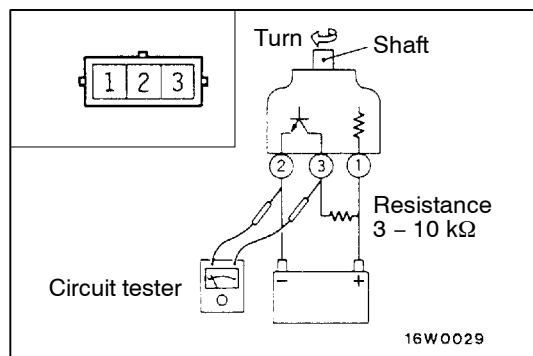 1 2 3
Turn
Shaft
2 3 1
Resistance
3 – 10 kΩ
Circuit tester
– +
16W0029